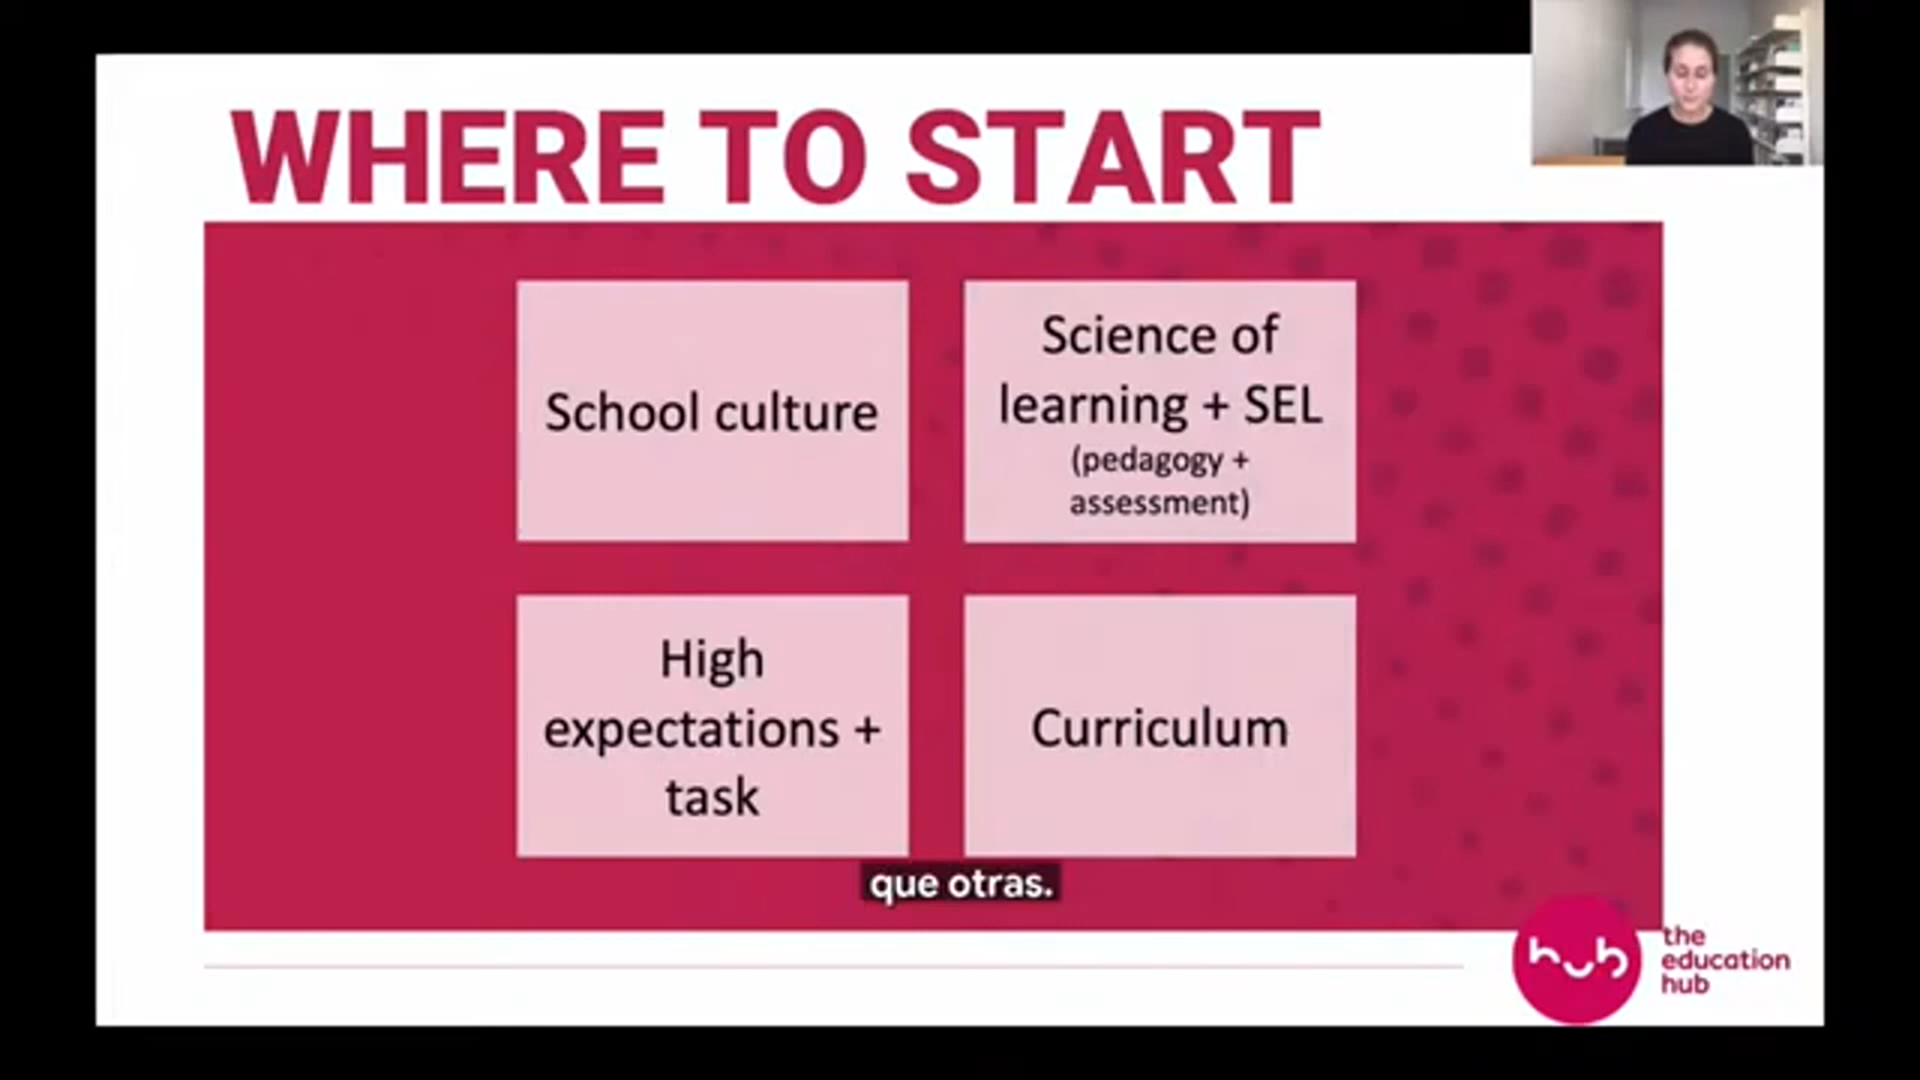 WHERE TO START
School culture
Science of
learning + SEL
(pedagogy +
assessment)
High
expectations +
task
Curriculum
que otras.
hub
the
education
hub